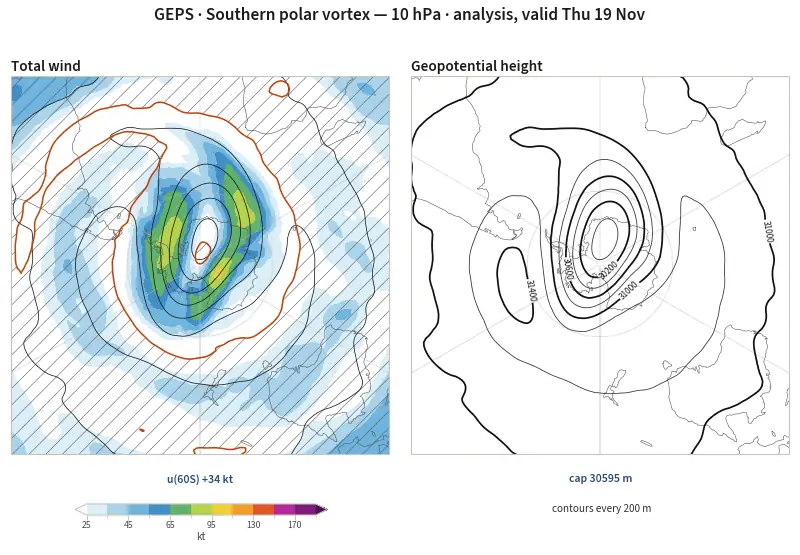 GEPS · Southern polar vortex — 10 hPa · analysis, valid Thu 19 Nov
Total wind
Geopotential height
31000
30600
30200
31000
31400
u(60S) +34 kt
cap 30595 m
contours every 200 m
25 45 65 95 130 170
kt